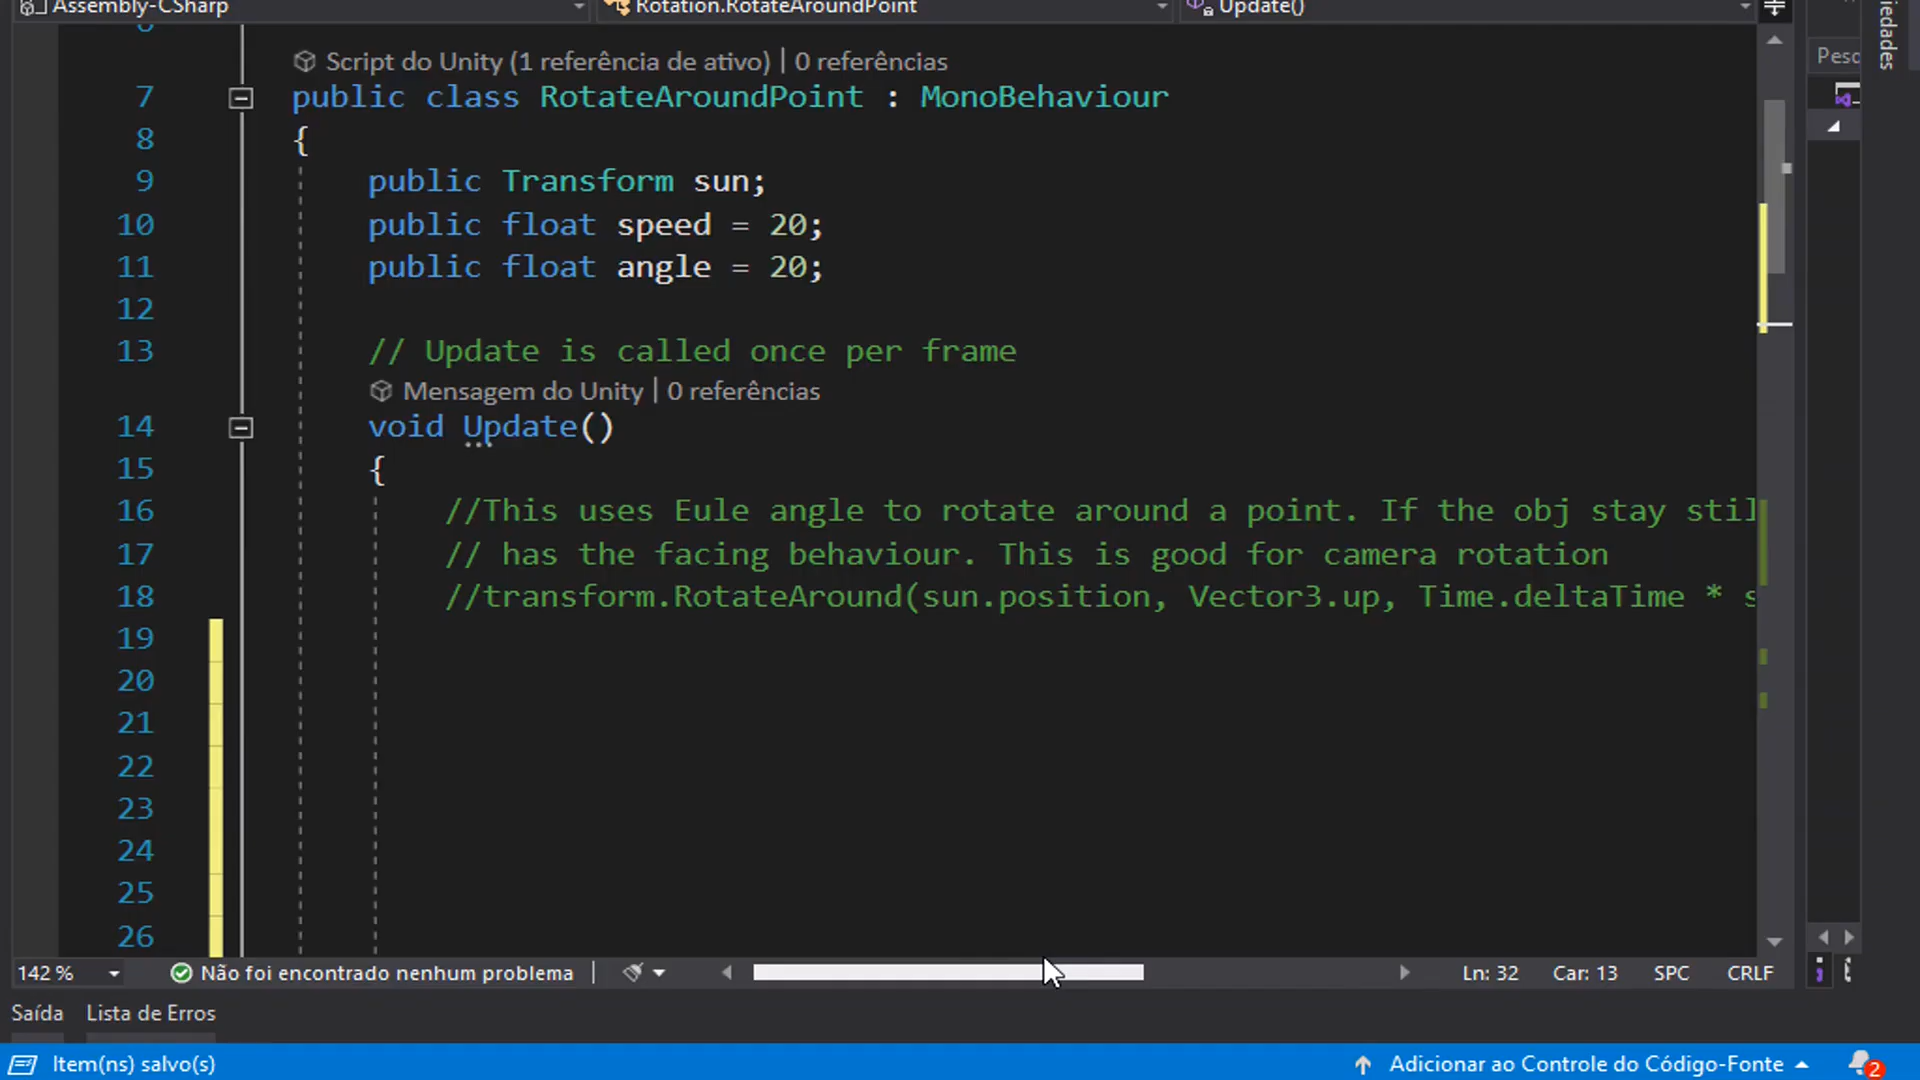 Assembly-CSharp Rotation.RotateAroundPoint Update()
Script do Unity (1 referência de ativo) | 0 referências
7 public class RotateAroundPoint : MonoBehaviour
8 {
9 public Transform sun;
10 public float speed = 20;
11 public float angle = 20;
12
13 // Update is called once per frame
Mensagem do Unity | 0 referências
14 void Update()
15 {
16 //This uses Eule angle to rotate around a point. If the obj stay stil
17 // has the facing behaviour. This is good for camera rotation
18 //transform.RotateAround(sun.position, Vector3.up, Time.deltaTime * s
19
20
21
22
23
24
25
26
142 % Não foi encontrado nenhum problema Ln: 32 Car: 13 SPC CRLF
Saída Lista de Erros
Item(ns) salvo(s) Adicionar ao Controle do Código-Fonte 2
iedades
Peso